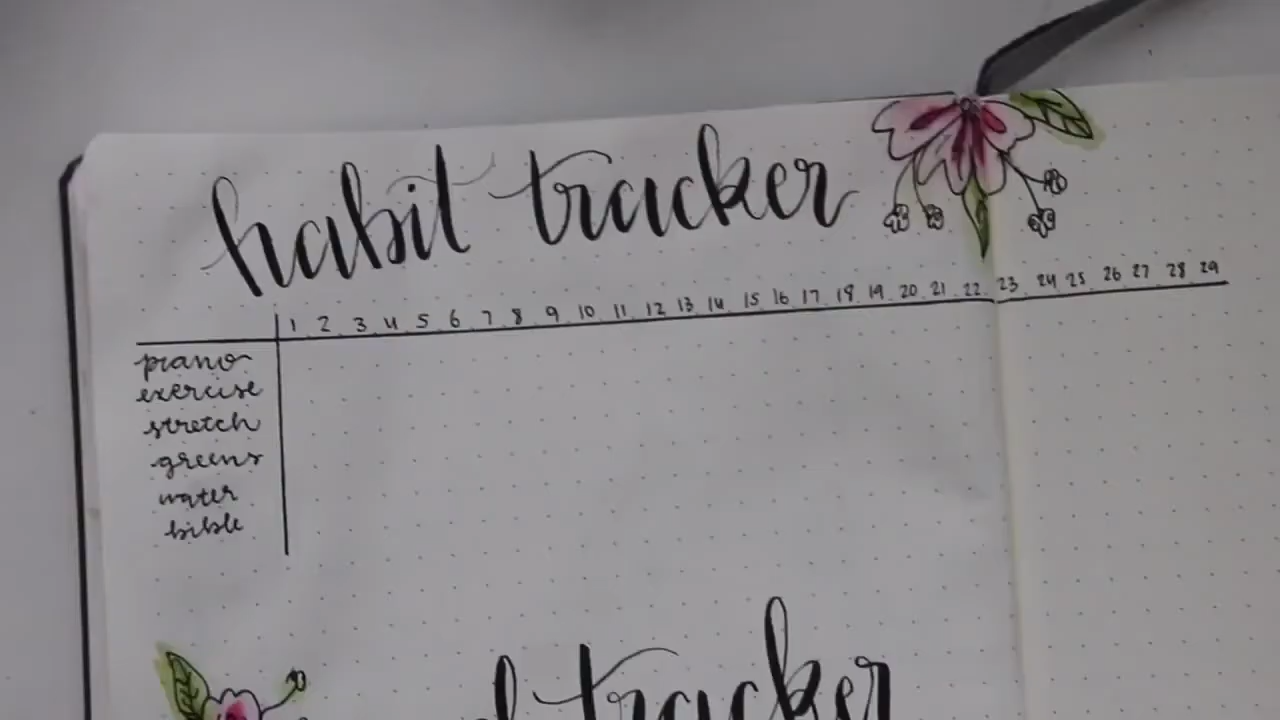 habit tracker
1 2 3 4 5 6 7 8 9 10 11 12 13 14 15 16 17 18 19 20 21 22 23 24 25 26 27 28 29
piano
exercise
stretch
greens
water
bible
tracker